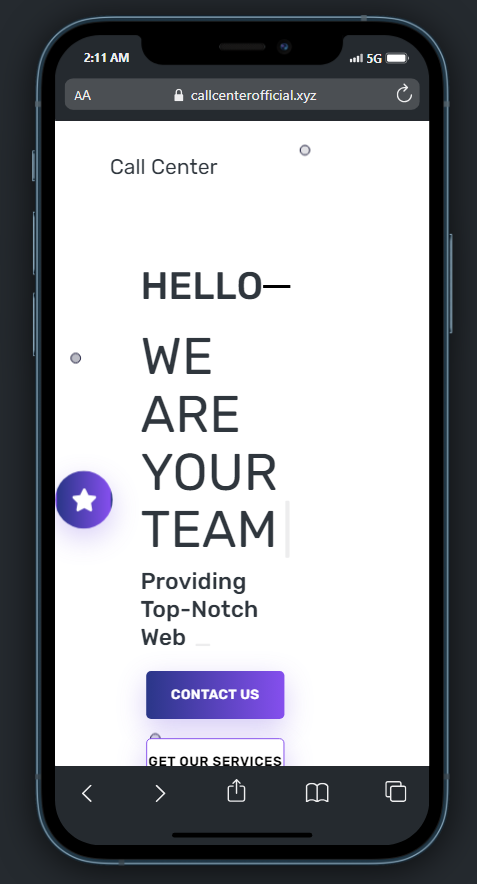 2:11 AM 5G
AA callcenterofficial.xyz
Call Center
HELLO—
WE
ARE
YOUR
TEAM
Providing
Top-Notch
Web
CONTACT US
GET OUR SERVICES